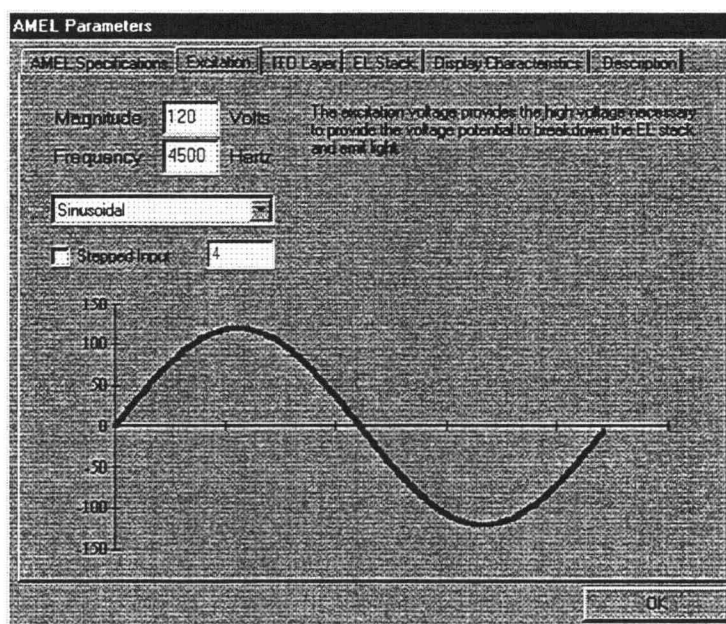 AMEL Parameters
AMEL Specifications Excitation ITO Layer EL Stack Display Characteristics Description
Magnitude 120 Volts
Frequency 4500 Hertz
The excitation voltage provides the high voltage necessary
to provide the voltage potential to breakdown the EL stack
and emit light.
Sinusoidal
Stepped Input 4
150
100
50
0
-50
-100
-150
OK